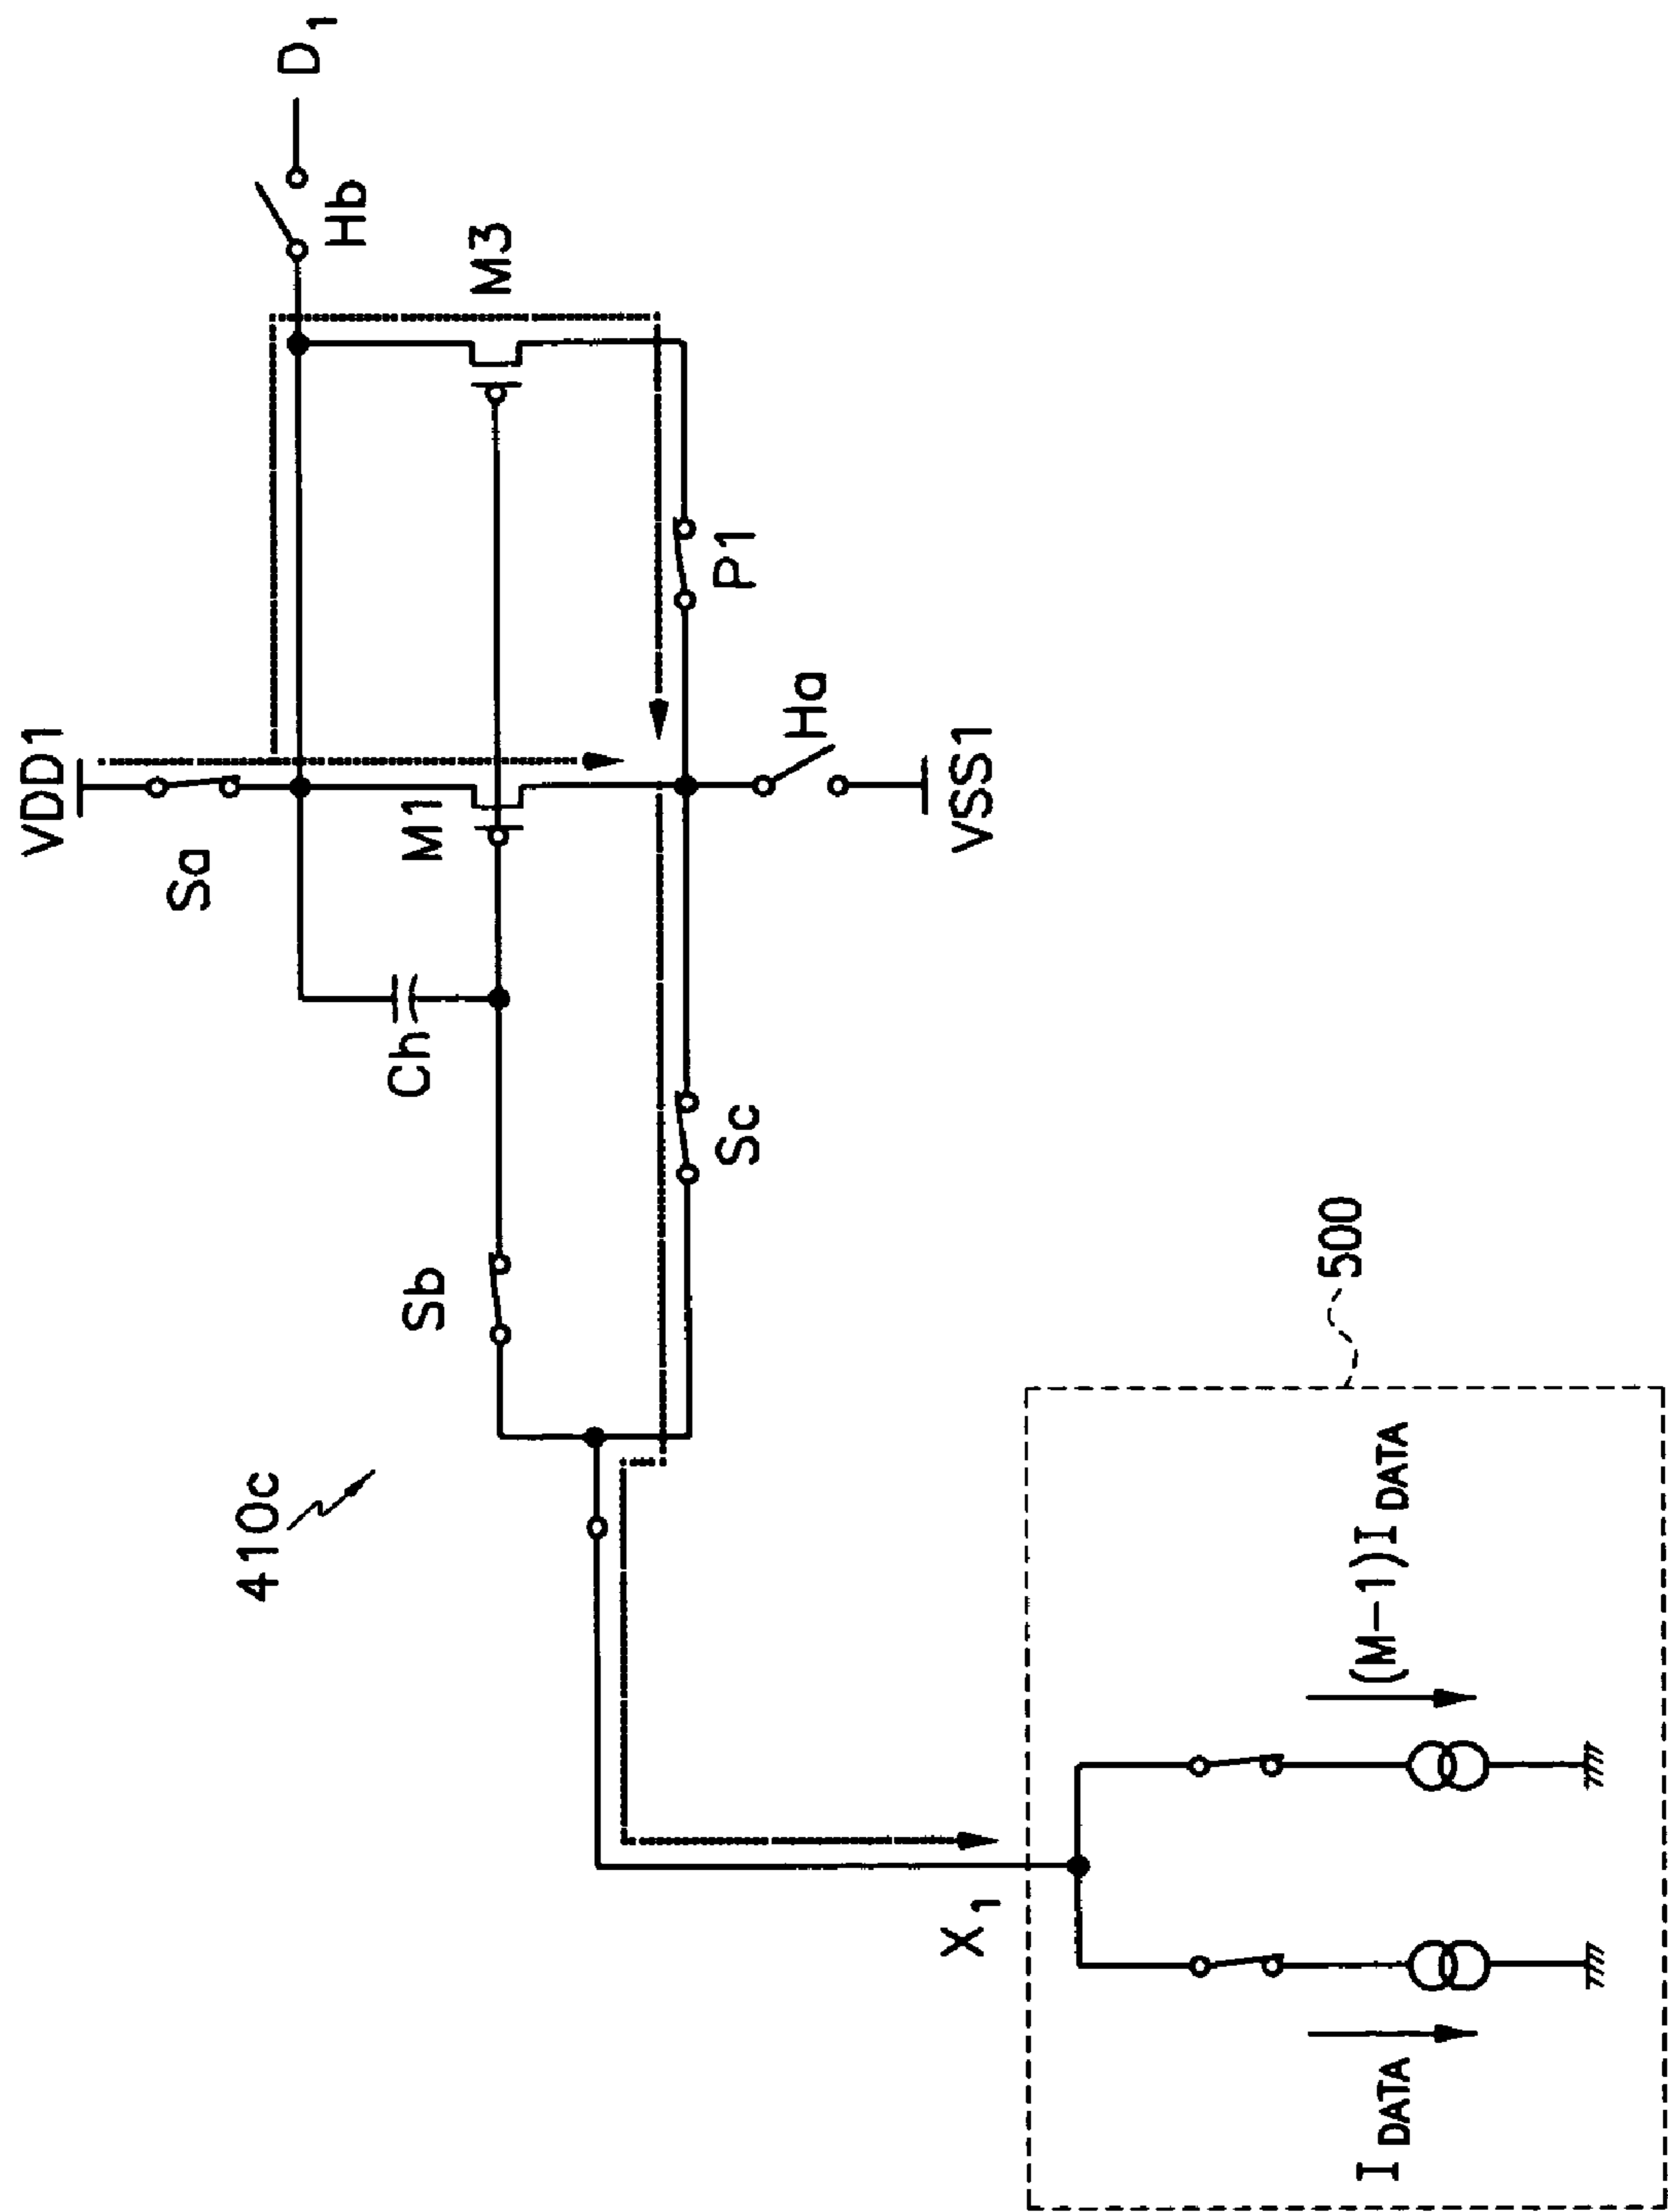 410c
VDD1
Sa
D1
Hb
Ch
M1
M3
Sb
Sc
P1
Ha
VSS1
X1
500
IDATA
(M-1)IDATA